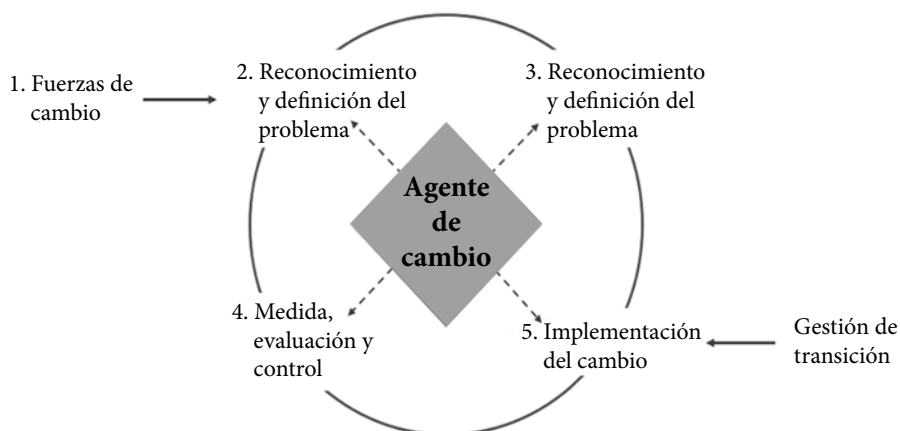 1. Fuerzas de
cambio
2. Reconocimiento
y definición del
problema
3. Reconocimiento
y definición del
problema
Agente
de
cambio
4. Medida,
evaluación y
control
5. Implementación
del cambio
Gestión de
transición